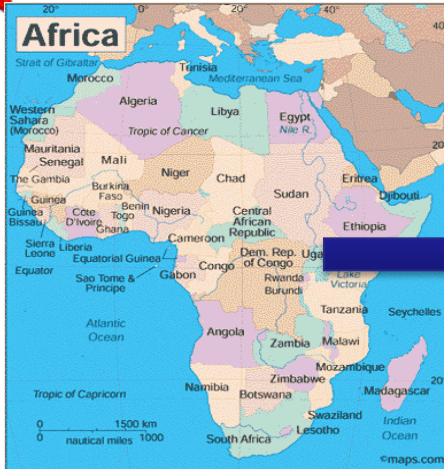 20° 0° 20° 40°
Africa
Strait of Gibraltar
Tunisia
Morocco
Mediterranean Sea
Algeria
Libya
Egypt
Nile R.
Western
Sahara
(Morocco)
Tropic of Cancer
Mauritania
Senegal
Mali
Niger
Chad
Sudan
Eritrea
20°
The Gambia
Burkina
Faso
Djibouti
Guinea
Benin
Togo
Nigeria
Guinea
Bissau
Côte
D'Ivoire
Ghana
Central
African
Republic
Ethiopia
Sierra
Leone
Liberia
Cameroon
Equatorial Guinea
Equator
Sao Tome &
Principe
Gabon
Congo
Dem. Rep.
of Congo
Uga
Rwanda
Burundi
Lake
Victoria
Tanzania
Seychelles
Atlantic
Ocean
Angola
Zambia
Malawi
Mozambique
Zimbabwe
Madagascar
Namibia
Botswana
20°
Tropic of Capricorn
Swaziland
Lesotho
South Africa
Indian
Ocean
0 1500 km
0 nautical miles 1000
©maps.com